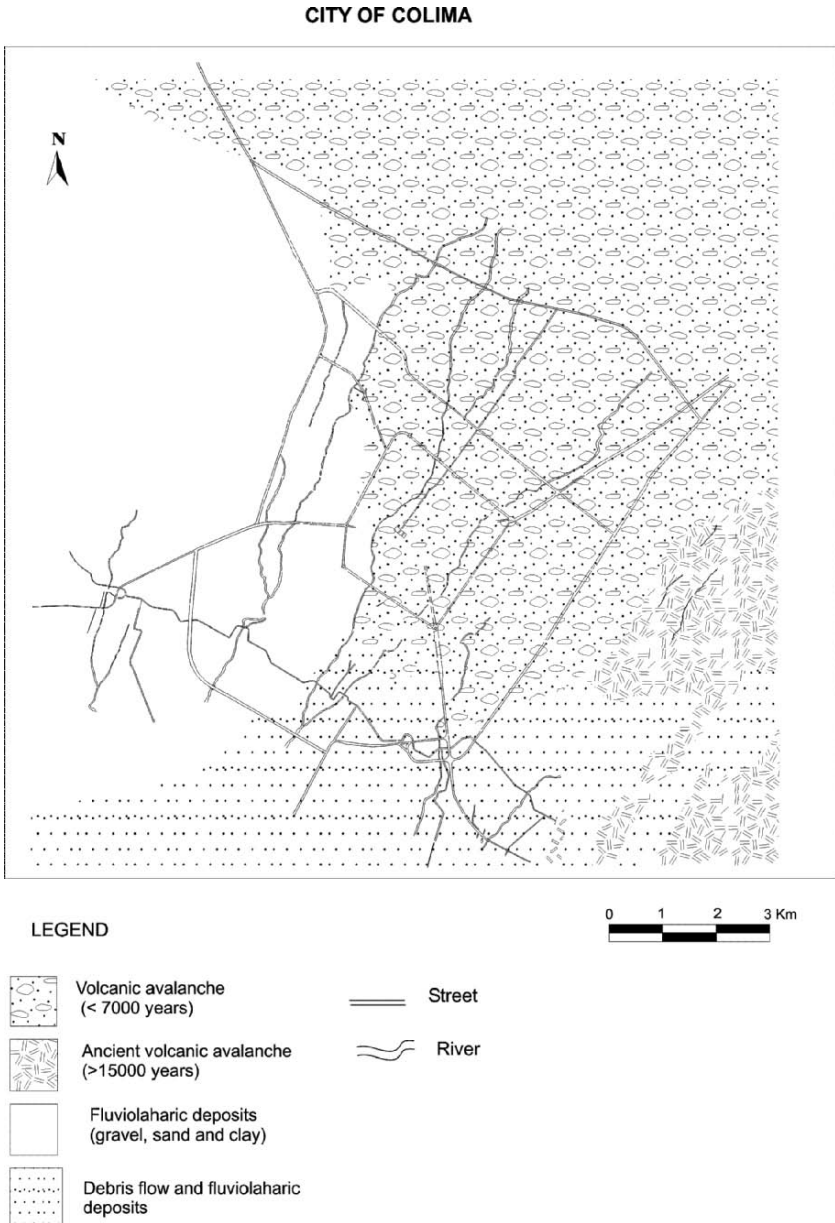 CITY OF COLIMA
N
0 1 2 3 Km
LEGEND
Volcanic avalanche
(< 7000 years)
Street
Ancient volcanic avalanche
(>15000 years)
River
Fluviolaharic deposits
(gravel, sand and clay)
Debris flow and fluviolaharic
deposits